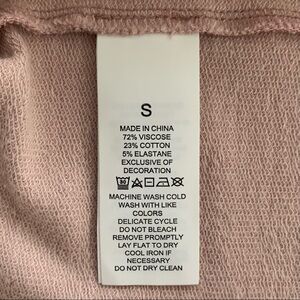 S
MADE IN CHINA
72% VISCOSE
23% COTTON
5% ELASTANE
EXCLUSIVE OF
DECORATION
MACHINE WASH COLD
WASH WITH LIKE
COLORS
DELICATE CYCLE
DO NOT BLEACH
REMOVE PROMPTLY
LAY FLAT TO DRY
COOL IRON IF
NECESSARY
DO NOT DRY CLEAN